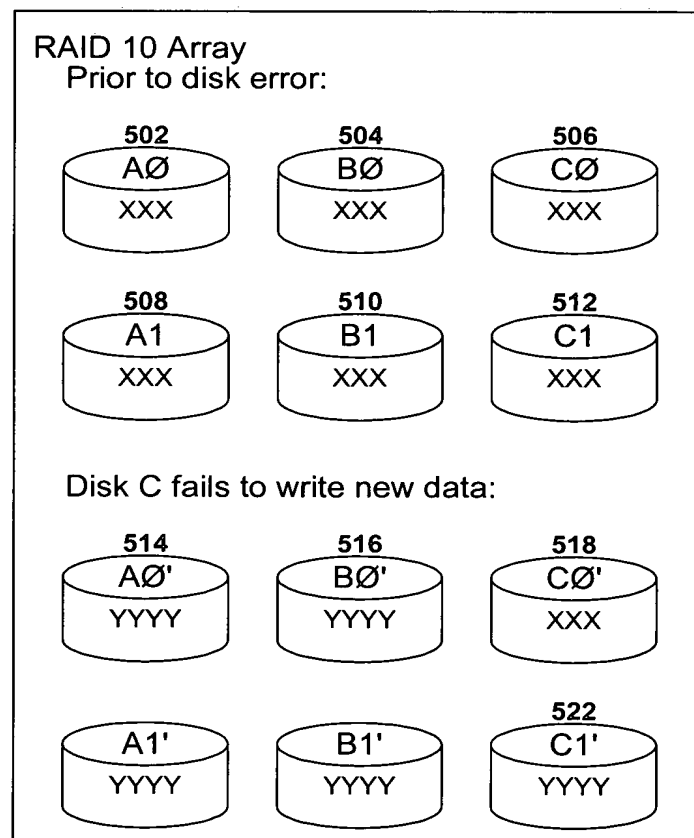 RAID 10 Array
Prior to disk error:
502 504 506
AØ BØ CØ
XXX XXX XXX
508 510 512
A1 B1 C1
XXX XXX XXX
Disk C fails to write new data:
514 516 518
AØ' BØ' CØ'
YYYY YYYY XXX
522
A1' B1' C1'
YYYY YYYY YYYY